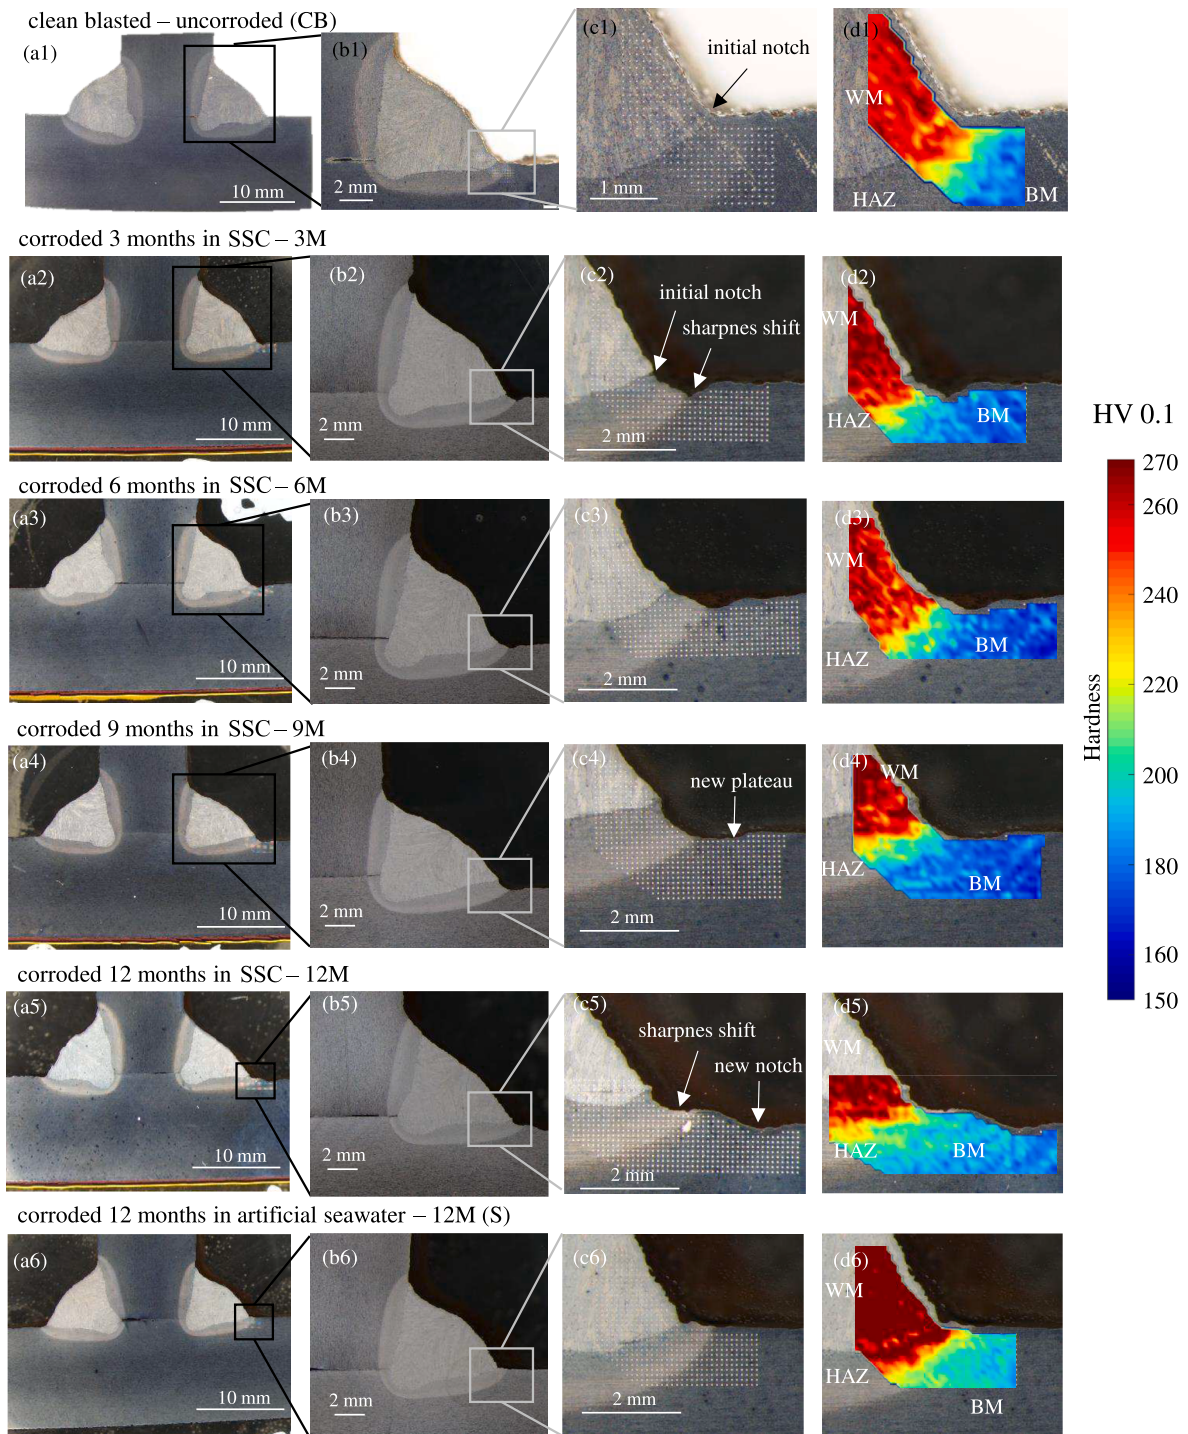 clean blasted – uncorroded (CB)
(a1)
10 mm
(b1)
2 mm
(c1)
initial notch
1 mm
(d1)
WM
HAZ
BM
corroded 3 months in SSC – 3M
(a2)
10 mm
(b2)
2 mm
(c2)
initial notch
sharpnes shift
2 mm
(d2)
WM
HAZ
BM
corroded 6 months in SSC – 6M
(a3)
10 mm
(b3)
2 mm
(c3)
2 mm
(d3)
WM
HAZ
BM
corroded 9 months in SSC – 9M
(a4)
10 mm
(b4)
2 mm
(c4)
new plateau
2 mm
(d4)
WM
HAZ
BM
corroded 12 months in SSC – 12M
(a5)
10 mm
(b5)
2 mm
(c5)
sharpnes shift
new notch
2 mm
(d5)
WM
HAZ
BM
corroded 12 months in artificial seawater – 12M (S)
(a6)
10 mm
(b6)
2 mm
(c6)
2 mm
(d6)
WM
HAZ
BM
HV 0.1
Hardness
270
260
240
220
200
180
160
150